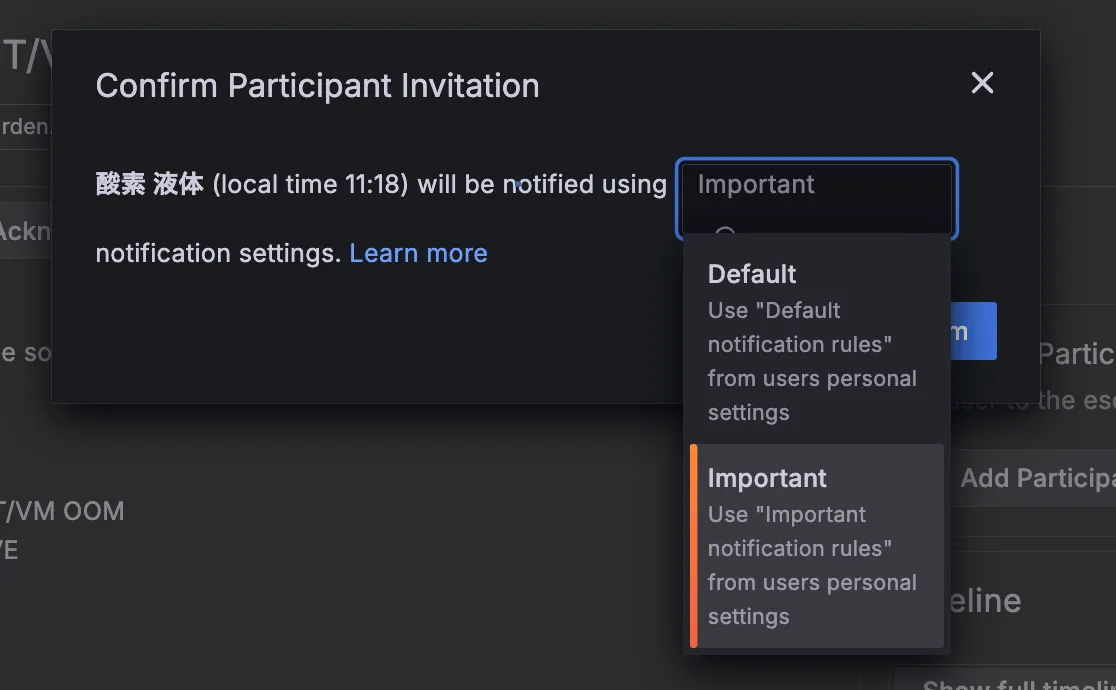 T/V
Confirm Participant Invitation
rden.
酸素 液体 (local time 11:18) will be notified using
Important
Ackn
notification settings. Learn more
Default
Use "Default
notification rules"
from users personal
settings
m
e so
Partic
user to the esc
Important
Use "Important
notification rules"
from users personal
settings
Add Participa
T/VM OOM
VE
eline
Show full timeli